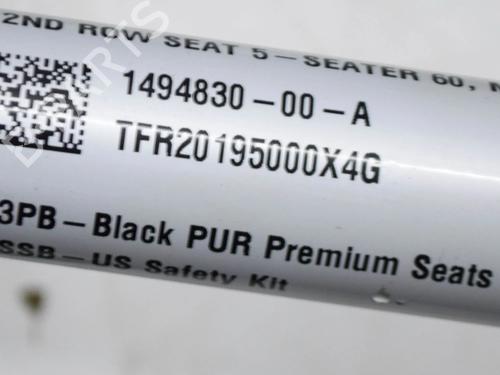 2ND ROW SEAT 5-SEATER 60,
1494830-00-A
TFR20195000X4G
3PB-Black PUR Premium Seats
SSB-US Safety Kit